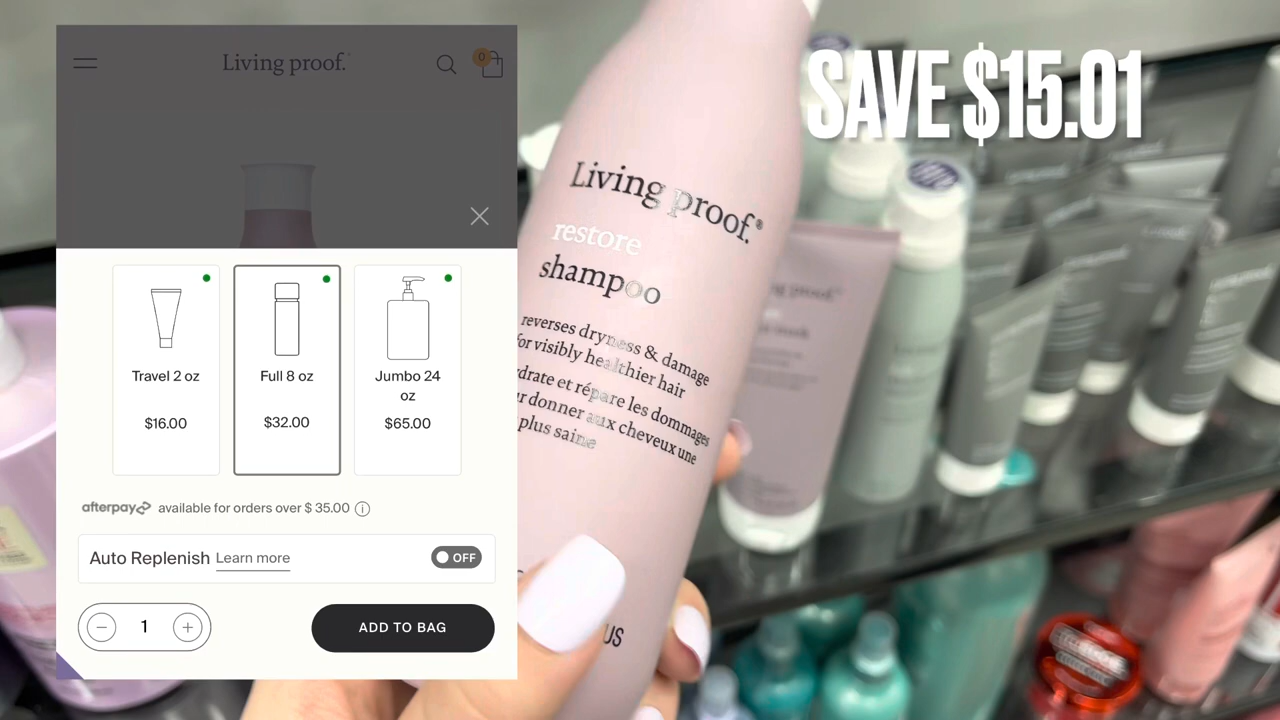 Living proof.
0
SAVE $15.01
Travel 2 oz
$16.00
Full 8 oz
$32.00
Jumbo 24
oz
$65.00
afterpay available for orders over $ 35.00
Auto Replenish Learn more
OFF
1
ADD TO BAG
Living proof.®
restore
shampoo
reverses dryness & damage
for visibly healthier hair
hydrate et répare les dommages
donner aux cheveux une
plus saine
US